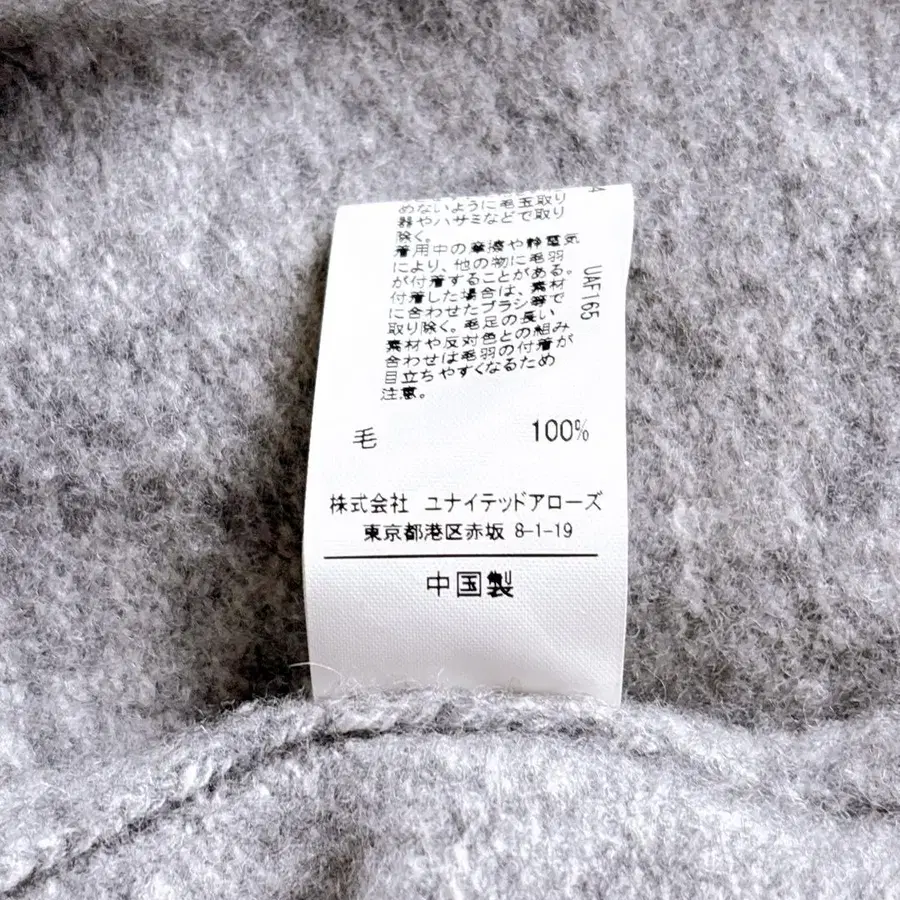 めないように毛玉取り
器やハサミなどで取り
除く。
着用中の摩擦や静電気
により、他の物に毛羽
が付着することがある。
付着した場合は、素材
に合わせたブラシ等で
取り除く。毛足の長い
素材や反対色との組み
合わせは毛羽の付着が
目立ちやすくなるため
注意。
UAF165
毛 100%
株式会社 ユナイテッドアローズ
東京都港区赤坂 8-1-19
中国製